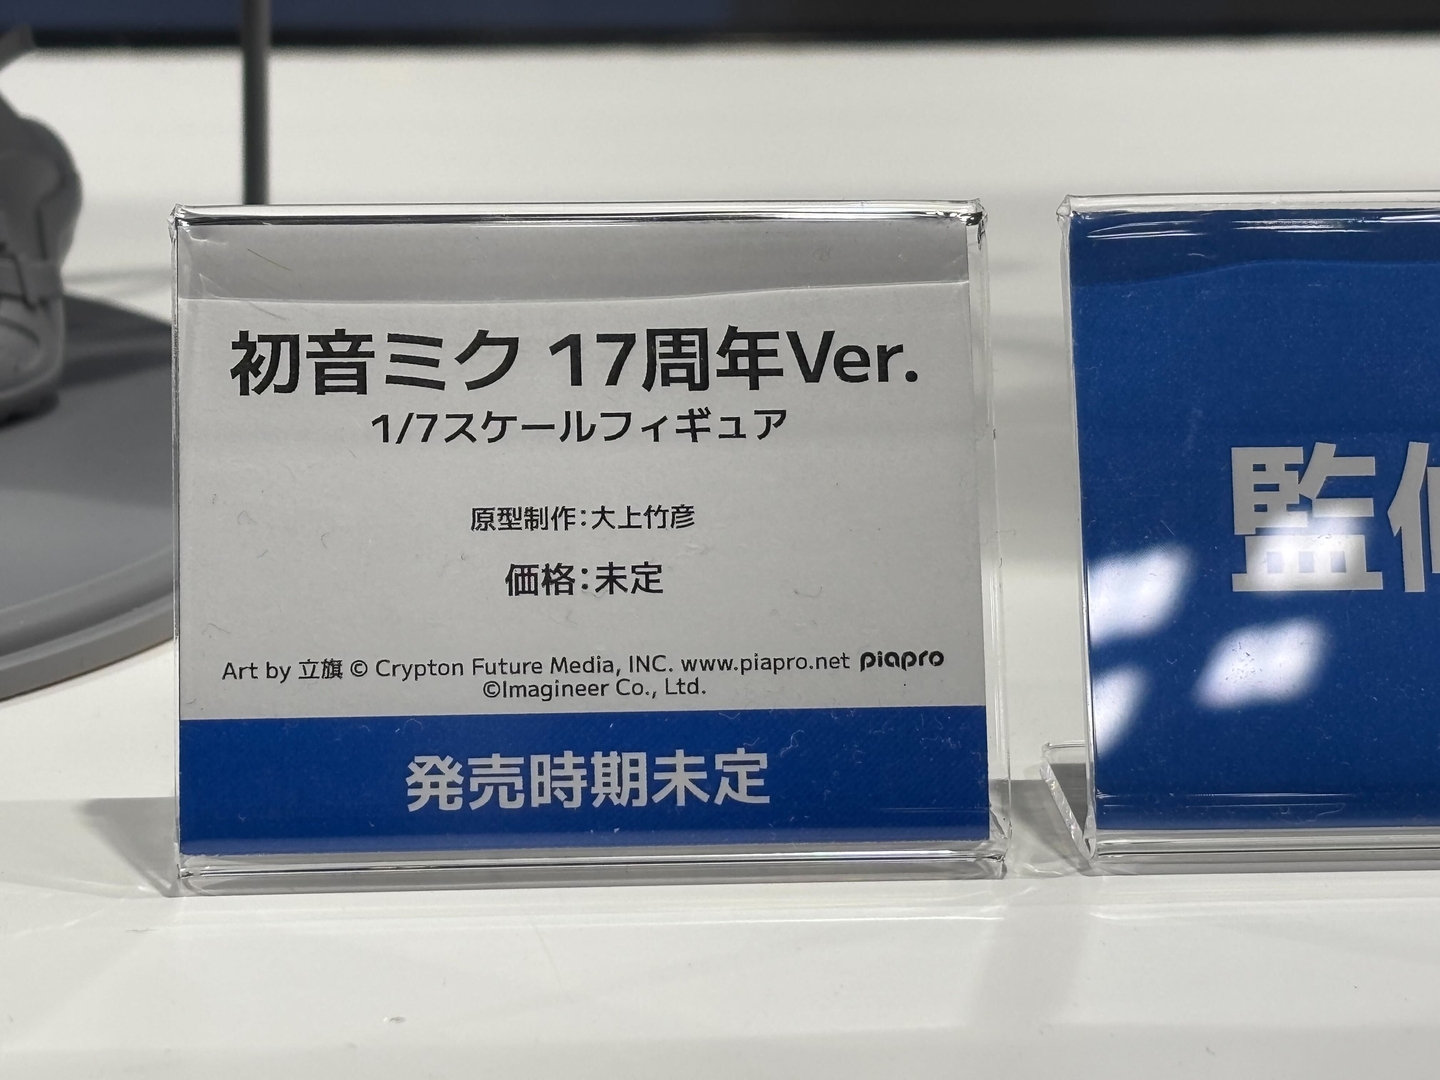 初音ミク 17周年Ver.
1/7スケールフィギュア
原型制作：大上竹彦
価格：未定
Art by 立旗 © Crypton Future Media, INC. www.piapro.net piapro
©Imagineer Co., Ltd.
発売時期未定
監